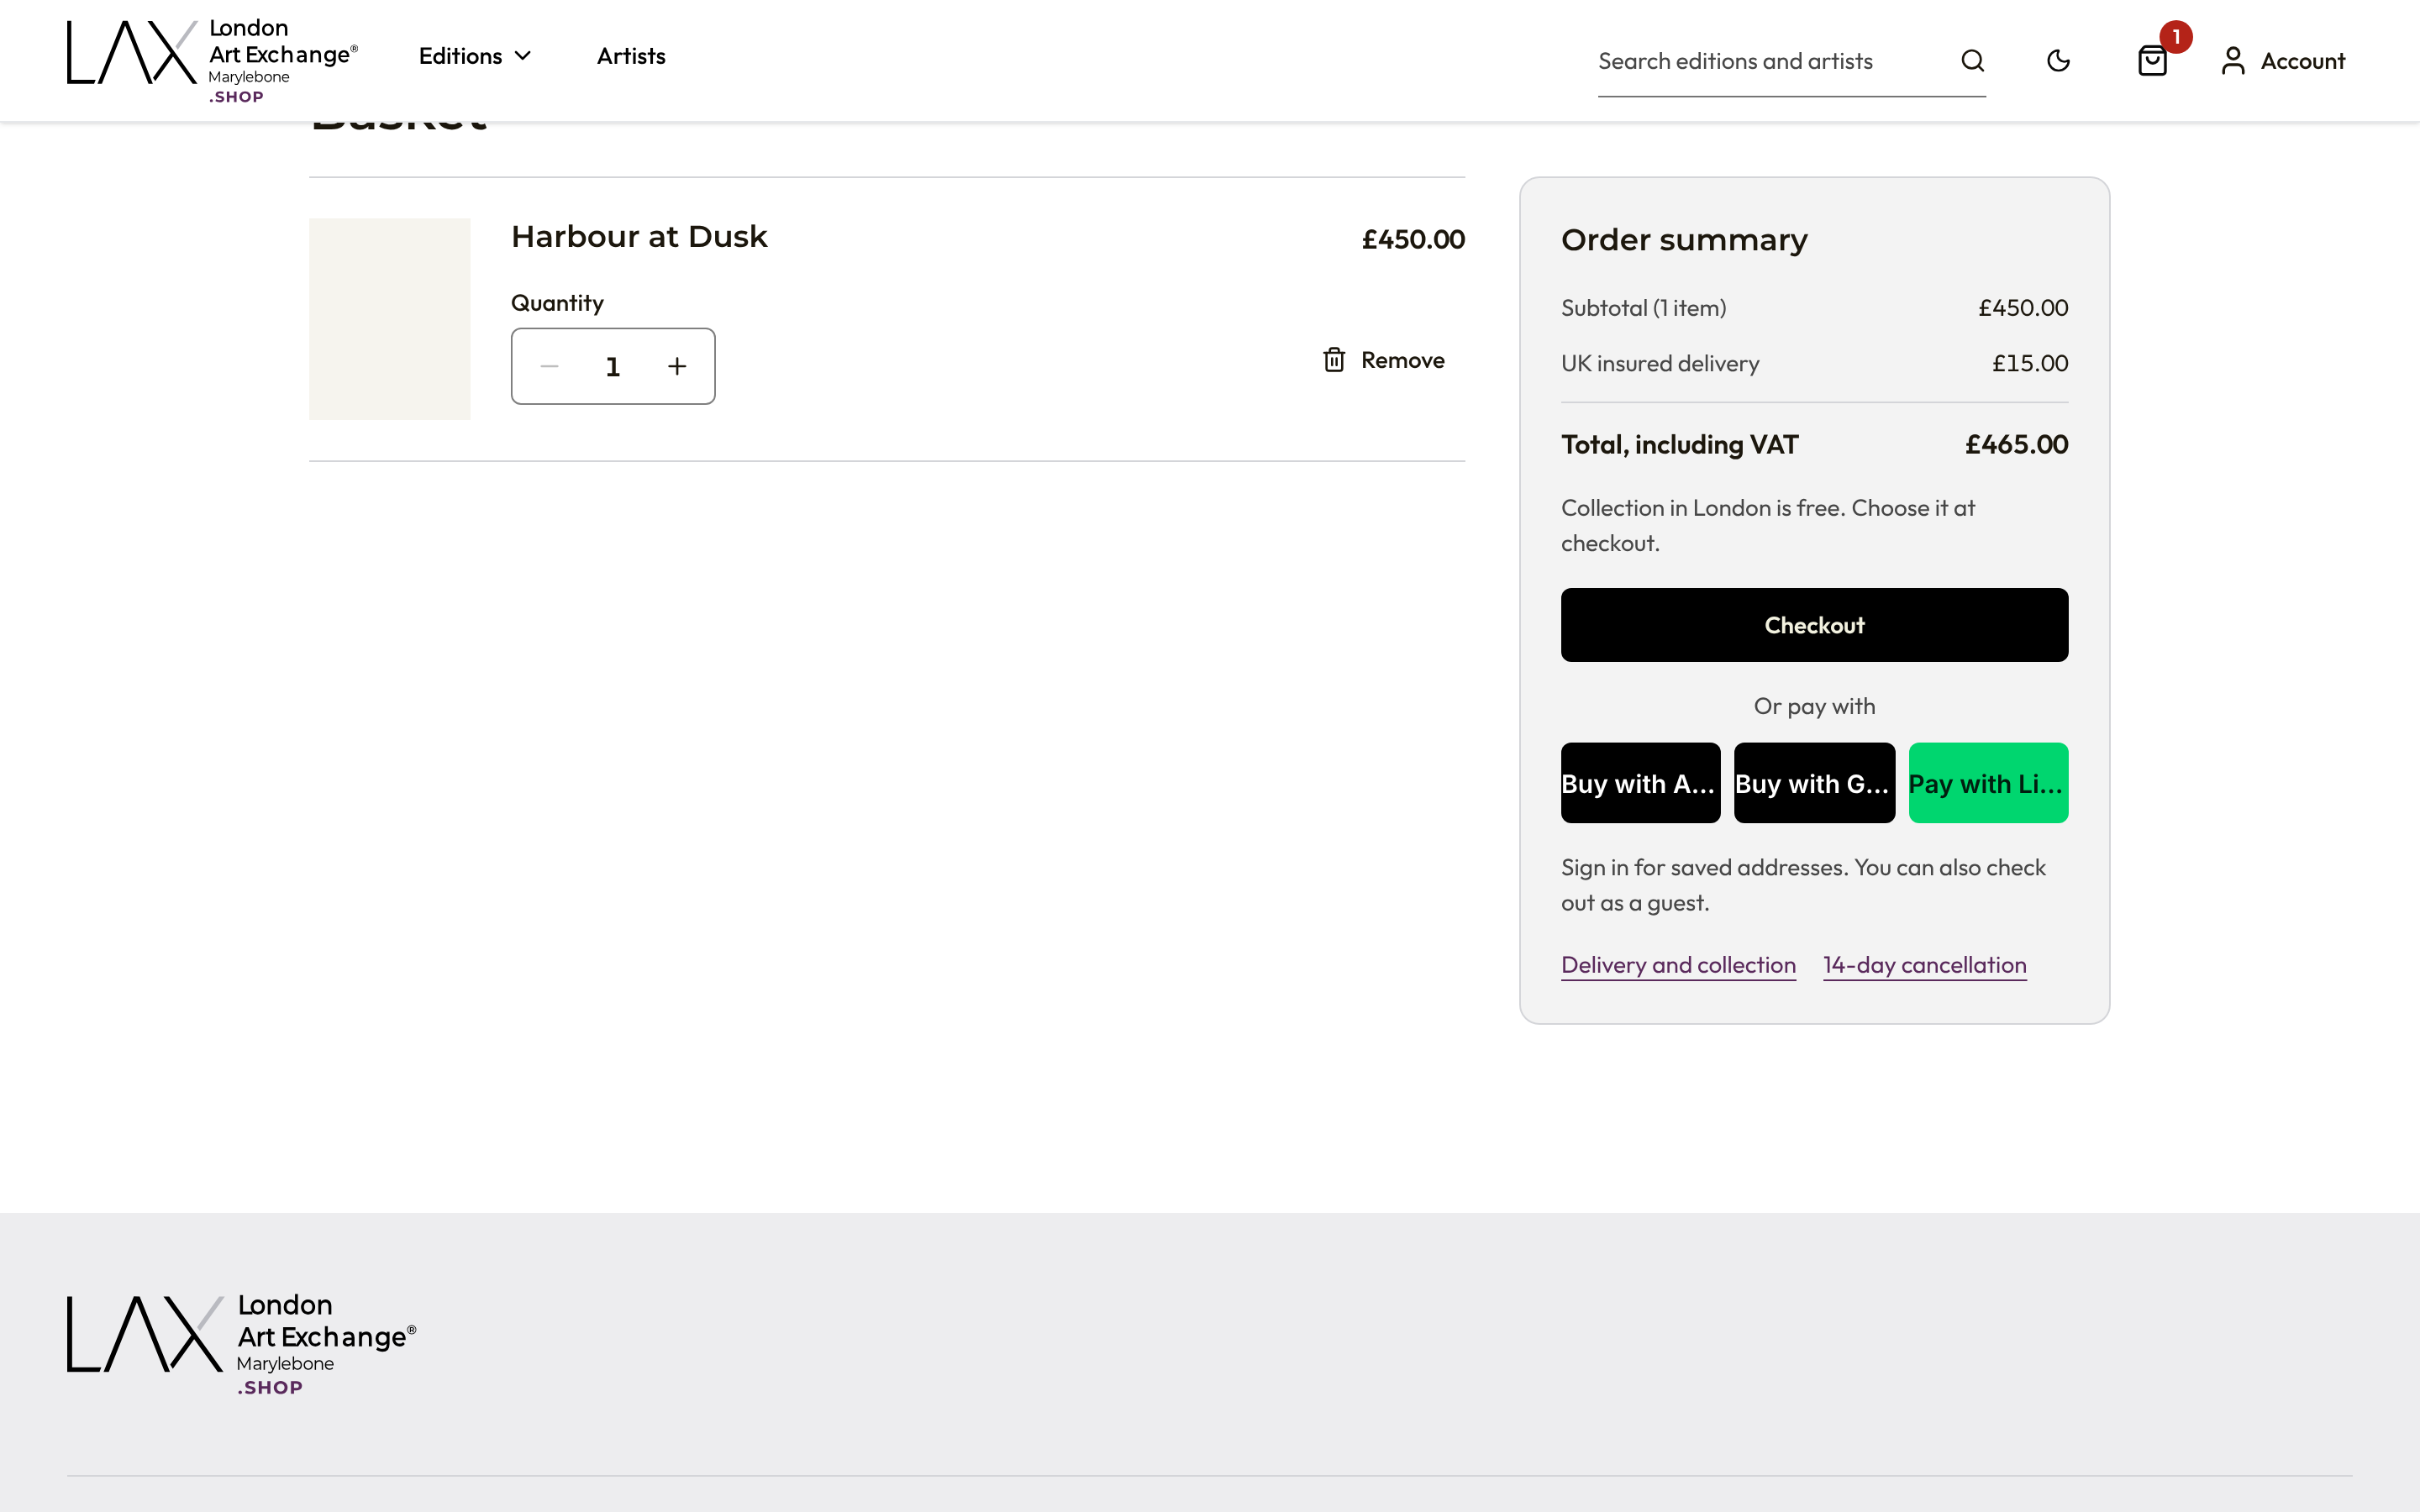 London
Art Exchange®
Marylebone
.SHOP
Editions
Artists
Search editions and artists
1
Account
Basket
Harbour at Dusk
£450.00
Quantity
1
Remove
Order summary
Subtotal (1 item) £450.00
UK insured delivery £15.00
Total, including VAT £465.00
Collection in London is free. Choose it at
checkout.
Checkout
Or pay with
Buy with A... Buy with G... Pay with Li...
Sign in for saved addresses. You can also check
out as a guest.
Delivery and collection 14-day cancellation
LAX
London
Art Exchange®
Marylebone
.SHOP